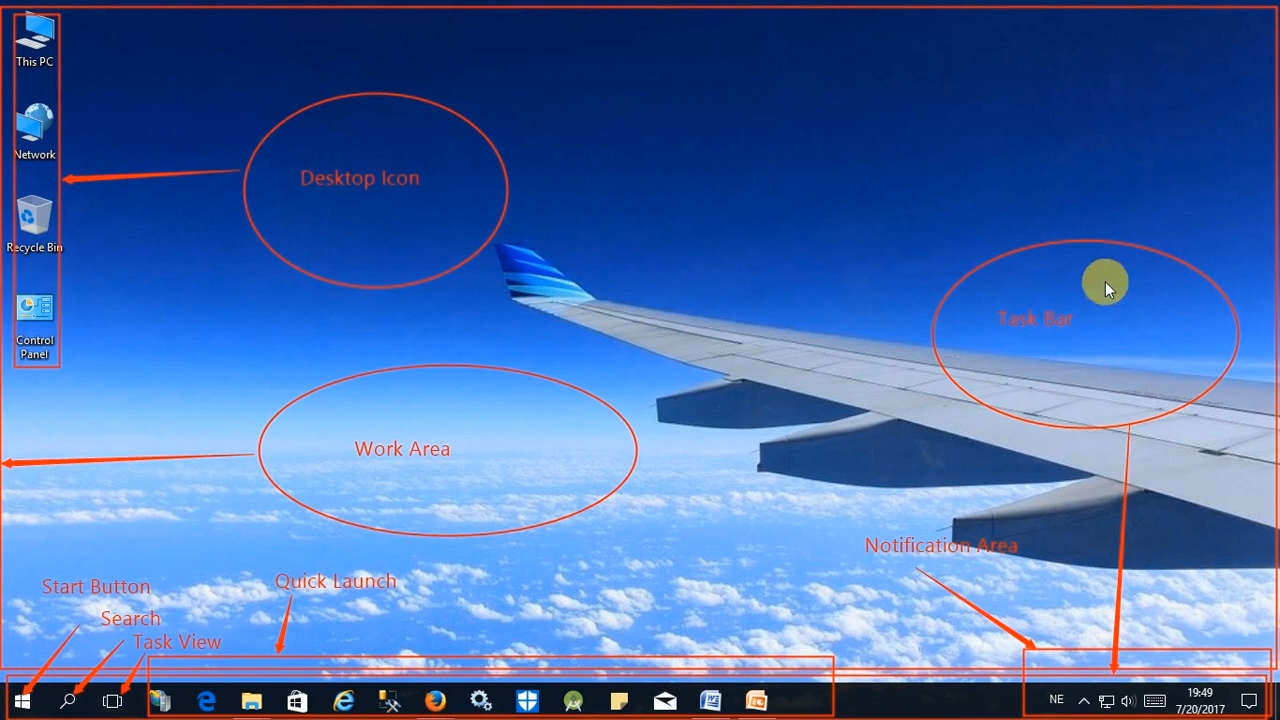 This PC
Network
Recycle Bin
Control
Panel
Desktop Icon
Task Bar
Work Area
Notification Area
Start Button
Quick Launch
Search
Task View
NE
19:49
7/20/2017